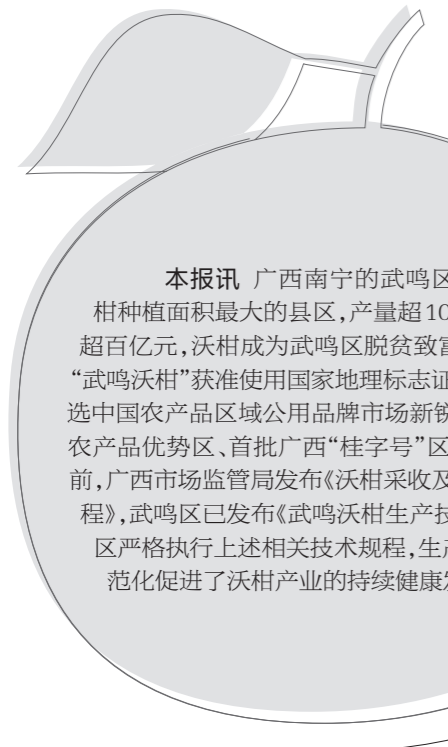 本报讯 广西南宁的武鸣区
柑种植面积最大的县区,产量超10
超百亿元,沃柑成为武鸣区脱贫致富
“武鸣沃柑”获准使用国家地理标志证
选中国农产品区域公用品牌市场新锐
农产品优势区、首批广西“桂字号”区
前,广西市场监管局发布《沃柑采收及
程》,武鸣区已发布《武鸣沃柑生产技
区严格执行上述相关技术规程,生产
范化促进了沃柑产业的持续健康发